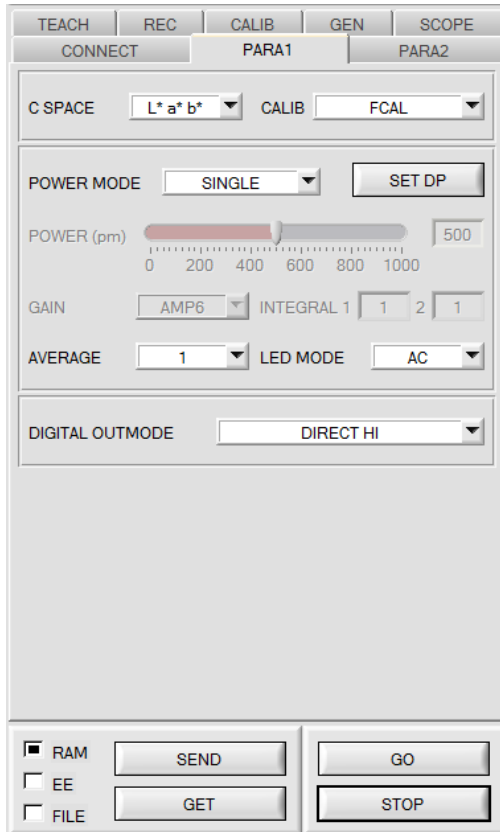 TEACH REC CALIB GEN SCOPE
CONNECT PARA1 PARA2
C SPACE L* a* b* CALIB FCAL
POWER MODE SINGLE SET DP
POWER (pm) 500
0 200 400 600 800 1000
GAIN AMP6 INTEGRAL 1 1 2 1
AVERAGE 1 LED MODE AC
DIGITAL OUTMODE DIRECT HI
RAM SEND GO
EE
FILE GET STOP